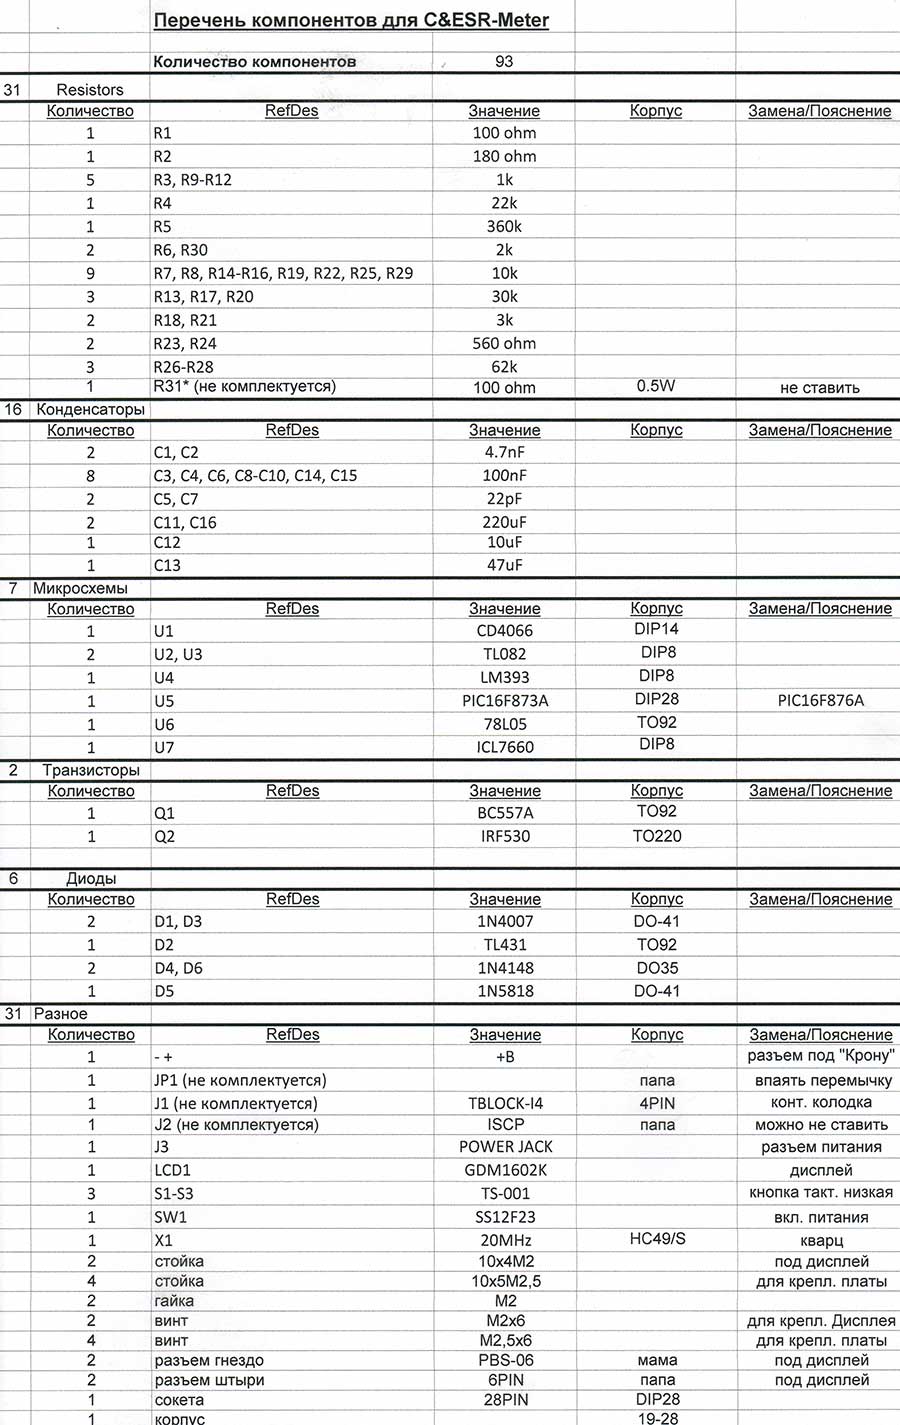 Перечень компонентов для C&ESR-Meter
Количество компонентов 93
31 Resistors
Количество RefDes Значение Корпус Замена/Пояснение
1 R1 100 ohm
1 R2 180 ohm
5 R3, R9-R12 1k
1 R4 22k
1 R5 360k
2 R6, R30 2k
9 R7, R8, R14-R16, R19, R22, R25, R29 10k
3 R13, R17, R20 30k
2 R18, R21 3k
2 R23, R24 560 ohm
3 R26-R28 62k
1 R31* (не комплектуется) 100 ohm 0.5W не ставить
16 Конденсаторы
Количество RefDes Значение Корпус Замена/Пояснение
2 C1, C2 4.7nF
8 C3, C4, C6, C8-C10, C14, C15 100nF
2 C5, C7 22pF
2 C11, C16 220uF
1 C12 10uF
1 C13 47uF
7 Микросхемы
Количество RefDes Значение Корпус Замена/Пояснение
1 U1 CD4066 DIP14
2 U2, U3 TL082 DIP8
1 U4 LM393 DIP8
1 U5 PIC16F873A DIP28 PIC16F876A
1 U6 78L05 TO92
1 U7 ICL7660 DIP8
2 Транзисторы
Количество RefDes Значение Корпус Замена/Пояснение
1 Q1 BC557A TO92
1 Q2 IRF530 TO220
6 Диоды
Количество RefDes Значение Корпус Замена/Пояснение
2 D1, D3 1N4007 DO-41
1 D2 TL431 TO92
2 D4, D6 1N4148 DO35
1 D5 1N5818 DO-41
31 Разное
Количество RefDes Значение Корпус Замена/Пояснение
1 - + +B разъем под "Крону"
1 JP1 (не комплектуется) папа впаять перемычку
1 J1 (не комплектуется) TBLOCK-I4 4PIN конт. колодка
1 J2 (не комплектуется) ISCP папа можно не ставить
1 J3 POWER JACK разъем питания
1 LCD1 GDM1602K дисплей
3 S1-S3 TS-001 кнопка такт. низкая
1 SW1 SS12F23 вкл. питания
1 X1 20MHz HC49/S кварц
2 стойка 10x4M2 под дисплей
4 стойка 10x5M2,5 для крепл. платы
2 гайка M2
2 винт M2x6 для крепл. Дисплея
4 винт M2,5x6 для крепл. платы
2 разъем гнездо PBS-06 мама под дисплей
2 разъем штыри 6PIN папа под дисплей
1 сокета 28PIN DIP28
1 корпус 19-28